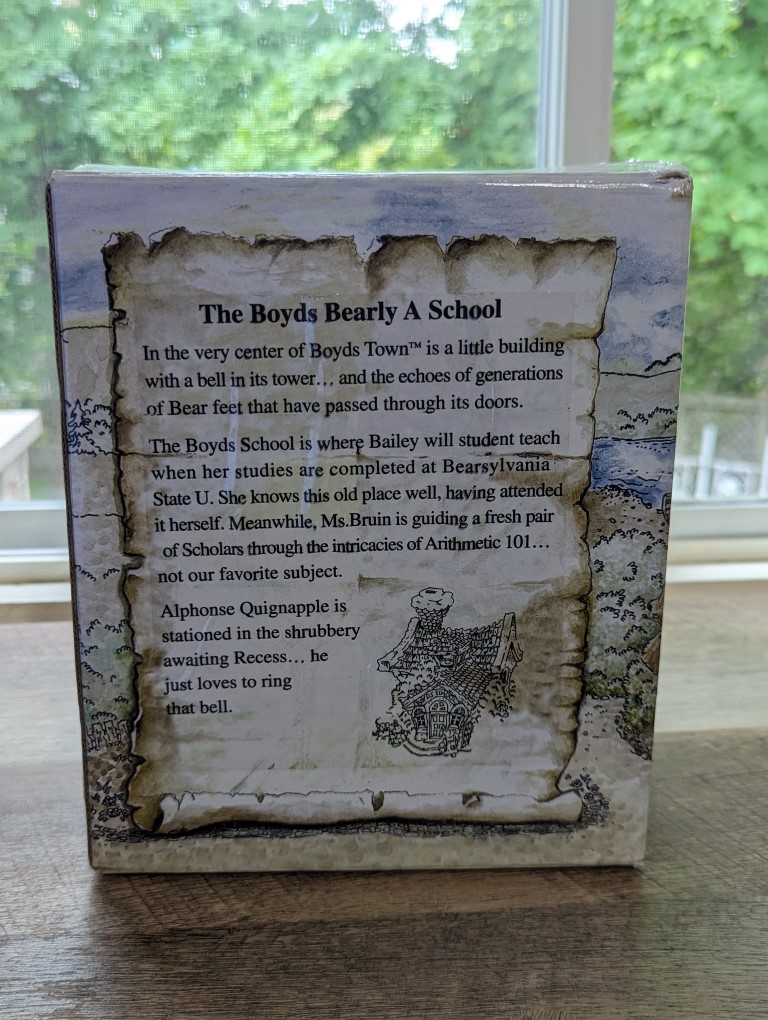 The Boyds Bearly A School
In the very center of Boyds Town™ is a little building
with a bell in its tower... and the echoes of generations
of Bear feet that have passed through its doors.
The Boyds School is where Bailey will student teach
when her studies are completed at Bearsylvania
State U. She knows this old place well, having attended
it herself. Meanwhile, Ms.Bruin is guiding a fresh pair
of Scholars through the intricacies of Arithmetic 101...
not our favorite subject.
Alphonse Quignapple is
stationed in the shrubbery
awaiting Recess... he
just loves to ring
that bell.